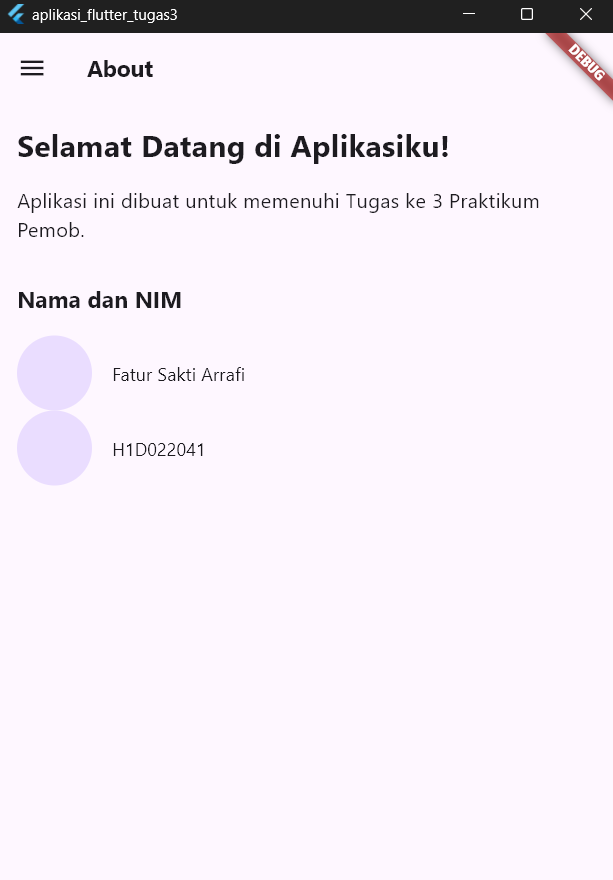 aplikasi_flutter_tugas3
DEBUG
About
Selamat Datang di Aplikasiku!
Aplikasi ini dibuat untuk memenuhi Tugas ke 3 Praktikum
Pemob.
Nama dan NIM
Fatur Sakti Arrafi
H1D022041